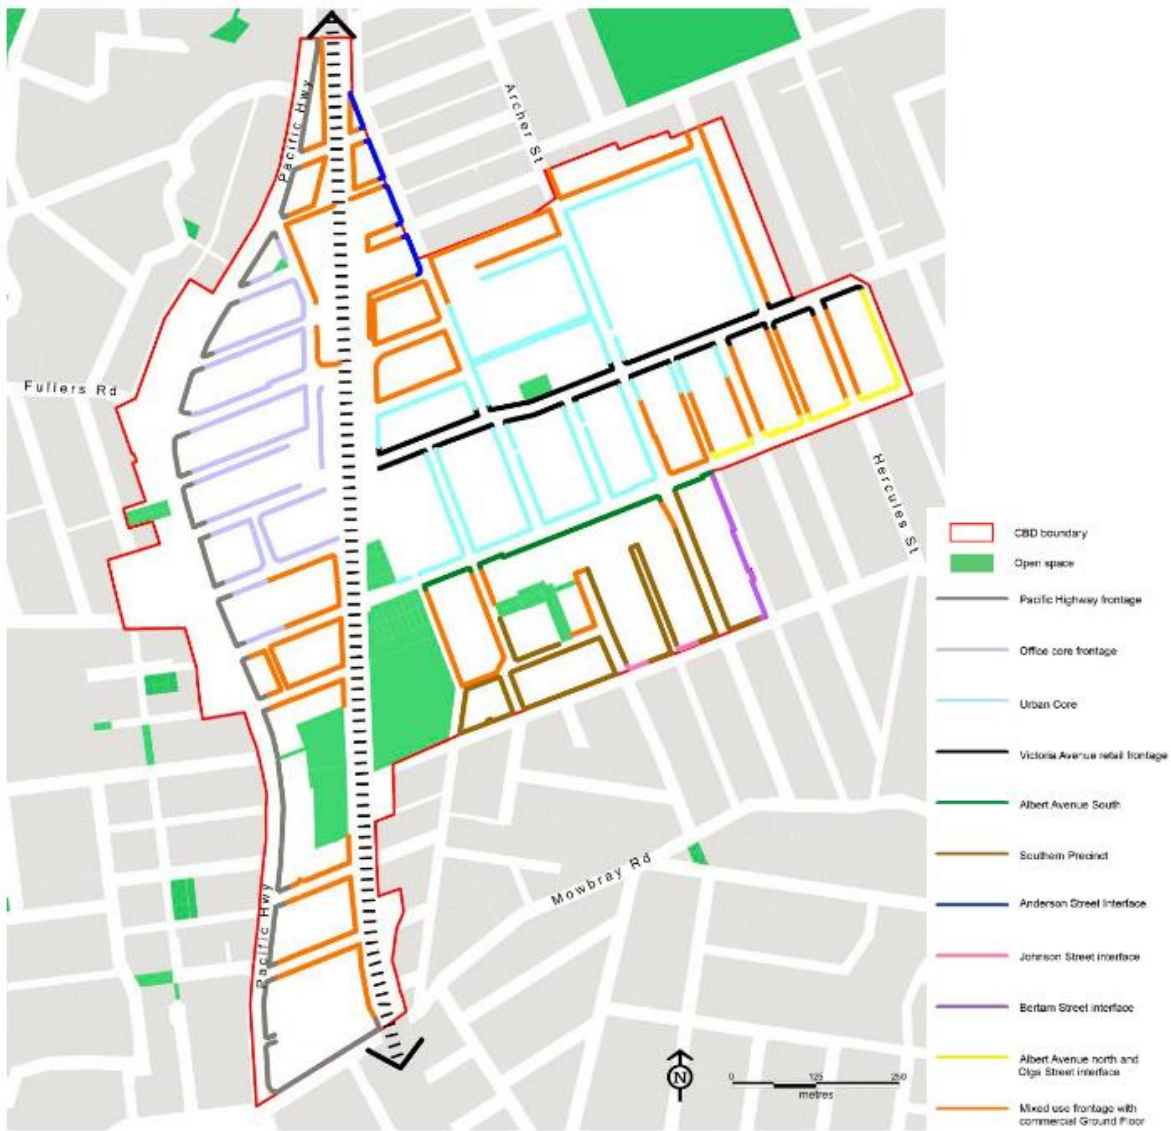 Pacific Hwy
Archer St
Fullers Rd
Hercules St
Mowbray Rd
Pacific Hwy
CBD boundary
Open space
Pacific Highway frontage
Office core frontage
Urban Core
Victoria Avenue retail frontage
Albert Avenue South
Southern Precinct
Anderson Street Interface
Johnson Street interface
Bertam Street interface
Albert Avenue north and
Olga Street interface
Mixed use frontage with
commercial Ground Floor
N
0 125 250
metres